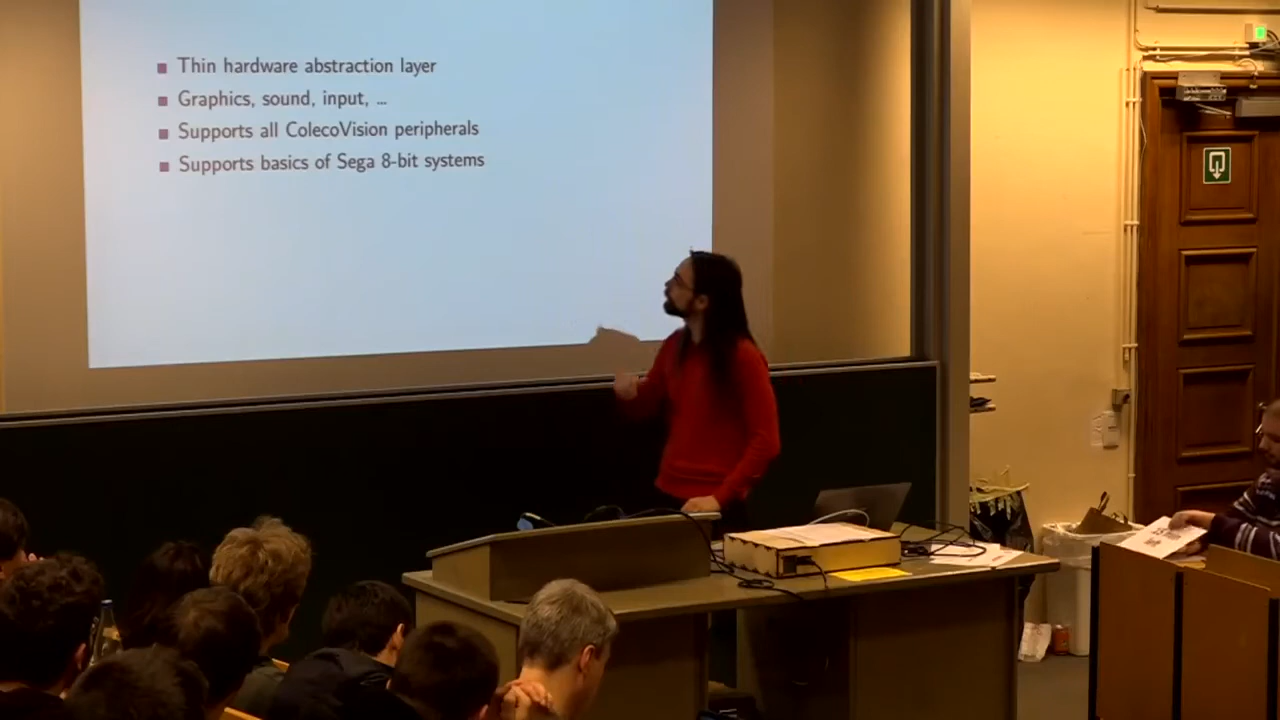 Thin hardware abstraction layer
Graphics, sound, input, ...
Supports all ColecoVision peripherals
Supports basics of Sega 8-bit systems